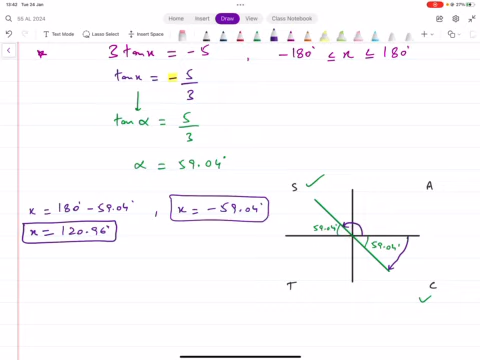 13:42 Tue 24 Jan
27%
S6 AL 2024
Home Insert Draw View Class Notebook
Text Mode Lasso Select Insert Space
* 3 tan x = -5 , -180° ≤ x ≤ 180°
tan x = - 5/3
tan α = 5/3
α = 59.04°
x = 180° - 59.04° , x = -59.04°
x = 120.96°
S A
59.04°
59.04°
T C